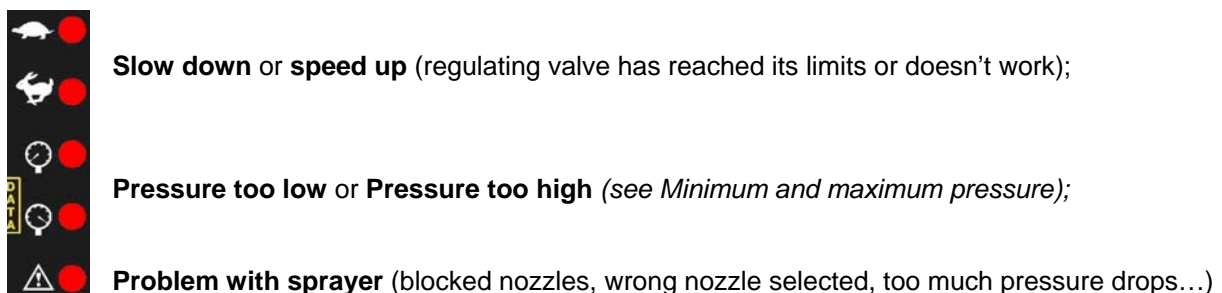 Slow down or speed up (regulating valve has reached its limits or doesn’t work);
DATA
Pressure too low or Pressure too high (see Minimum and maximum pressure);
Problem with sprayer (blocked nozzles, wrong nozzle selected, too much pressure drops…)